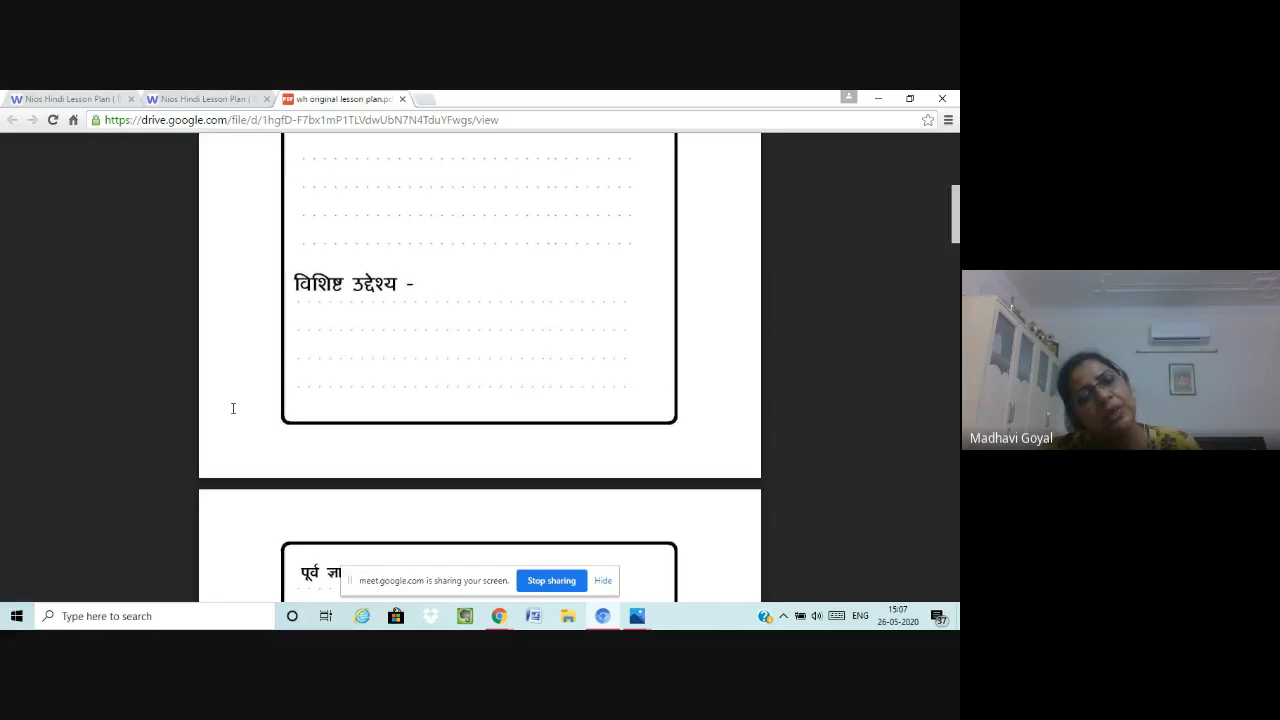 Nios Hindi Lesson Plan (
Nios Hindi Lesson Plan (
wh original lesson plan.pd
https://drive.google.com/file/d/1hgfD-F7bx1mP1TLVdwUbN7N4TduYFwgs/view
विशिष्ट उद्देश्य -
पूर्व
meet.google.com is sharing your screen.
Stop sharing
Hide
Madhavi Goyal
Type here to search
ENG
15:07
26-05-2020
37